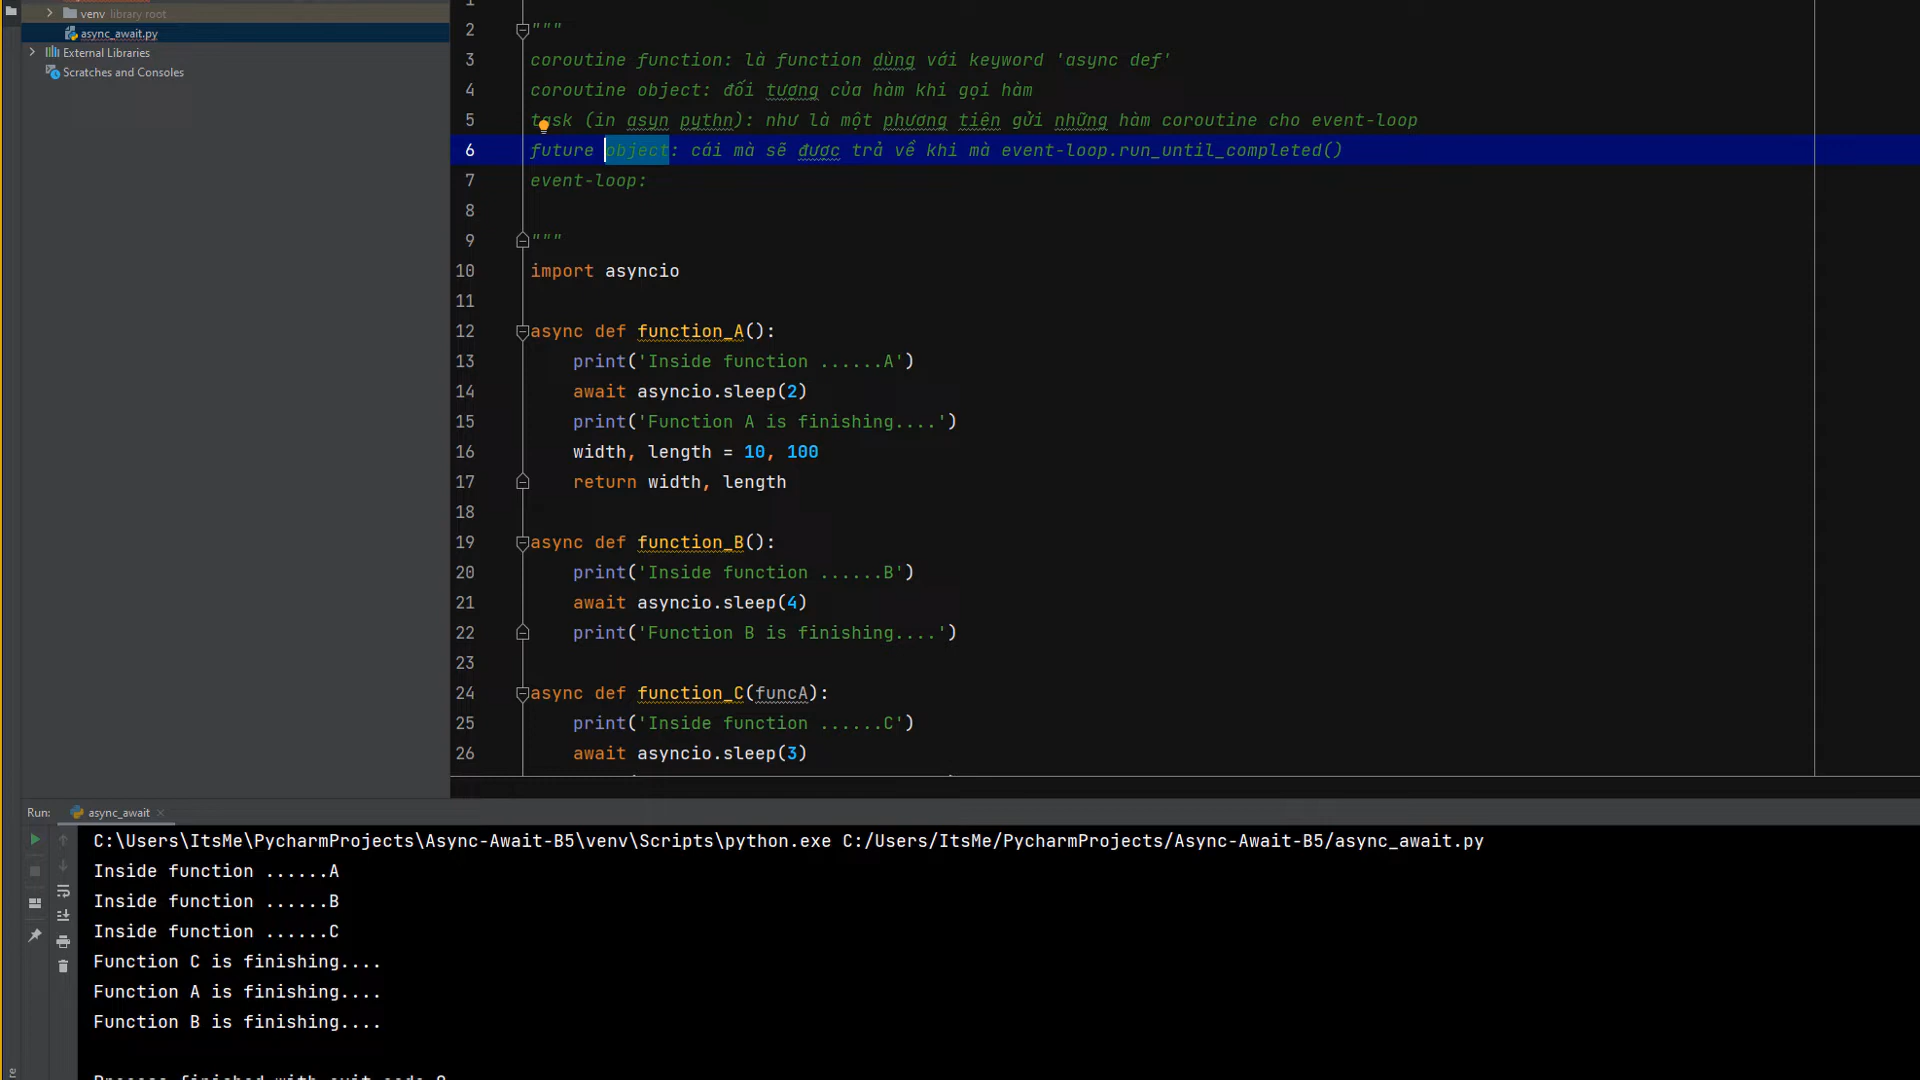 venv library root
async_await.py
External Libraries
Scratches and Consoles
1
2 """
3 coroutine function: là function dùng với keyword 'async def'
4 coroutine object: đối tượng của hàm khi gọi hàm
5 task (in asyn pythn): như là một phương tiên gửi những hàm coroutine cho event-loop
6 future object: cái mà sẽ được trả về khi mà event-loop.run_until_completed()
7 event-loop:
8
9 """
10 import asyncio
11
12 async def function_A():
13 print('Inside function ......A')
14 await asyncio.sleep(2)
15 print('Function A is finishing....')
16 width, length = 10, 100
17 return width, length
18
19 async def function_B():
20 print('Inside function ......B')
21 await asyncio.sleep(4)
22 print('Function B is finishing....')
23
24 async def function_C(funcA):
25 print('Inside function ......C')
26 await asyncio.sleep(3)
Run: async_await
C:\Users\ItsMe\PycharmProjects\Async-Await-B5\venv\Scripts\python.exe C:/Users/ItsMe/PycharmProjects/Async-Await-B5/async_await.py
Inside function ......A
Inside function ......B
Inside function ......C
Function C is finishing....
Function A is finishing....
Function B is finishing....
Process finished with exit code 0